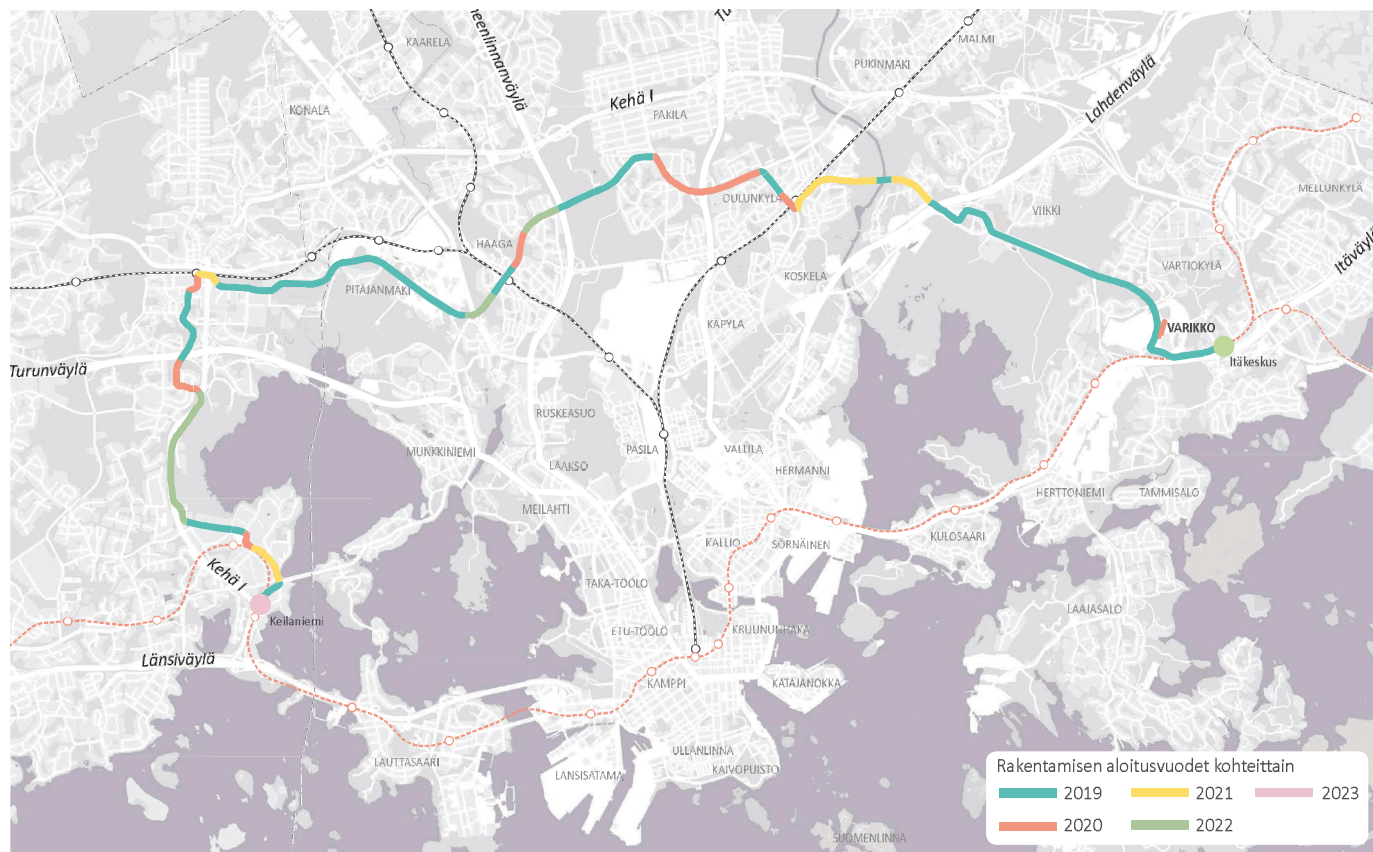 KAARELA
MALMI
PUKINMÄKI
KONALA
Kehä I
PAKILA
Lahdenväylä
MELLUNKYLÄ
OULUNKYLÄ
VIIKKI
HAAGA
VARTIOKYLÄ
Itäväylä
KOSKELA
PITÄJÄNMÄKI
KÄPYLÄ
VARIKKO
Itäkeskus
Turunväylä
RUSKEASUO
MUNKKINIEMI
LAAKSO
PASILA
VALLILA
HERMANNI
HERTTONIEMI
TAMMISALO
MEILAHTI
KALLIO
SÖRNÄINEN
KULOSAARI
Kehä I
TAKA-TÖÖLÖ
LAAJASALO
Keilaniemi
ETU-TÖÖLÖ
KRUUNUNHAKA
Länsiväylä
KAMPPI
KATAJANOKKA
ULLANLINNA
LAUTTASAARI
LÄNSISATAMA
KAIVOPUISTO
SUOMENLINNA
Rakentamisen aloitusvuodet kohteittain
2019 2021 2023
2020 2022